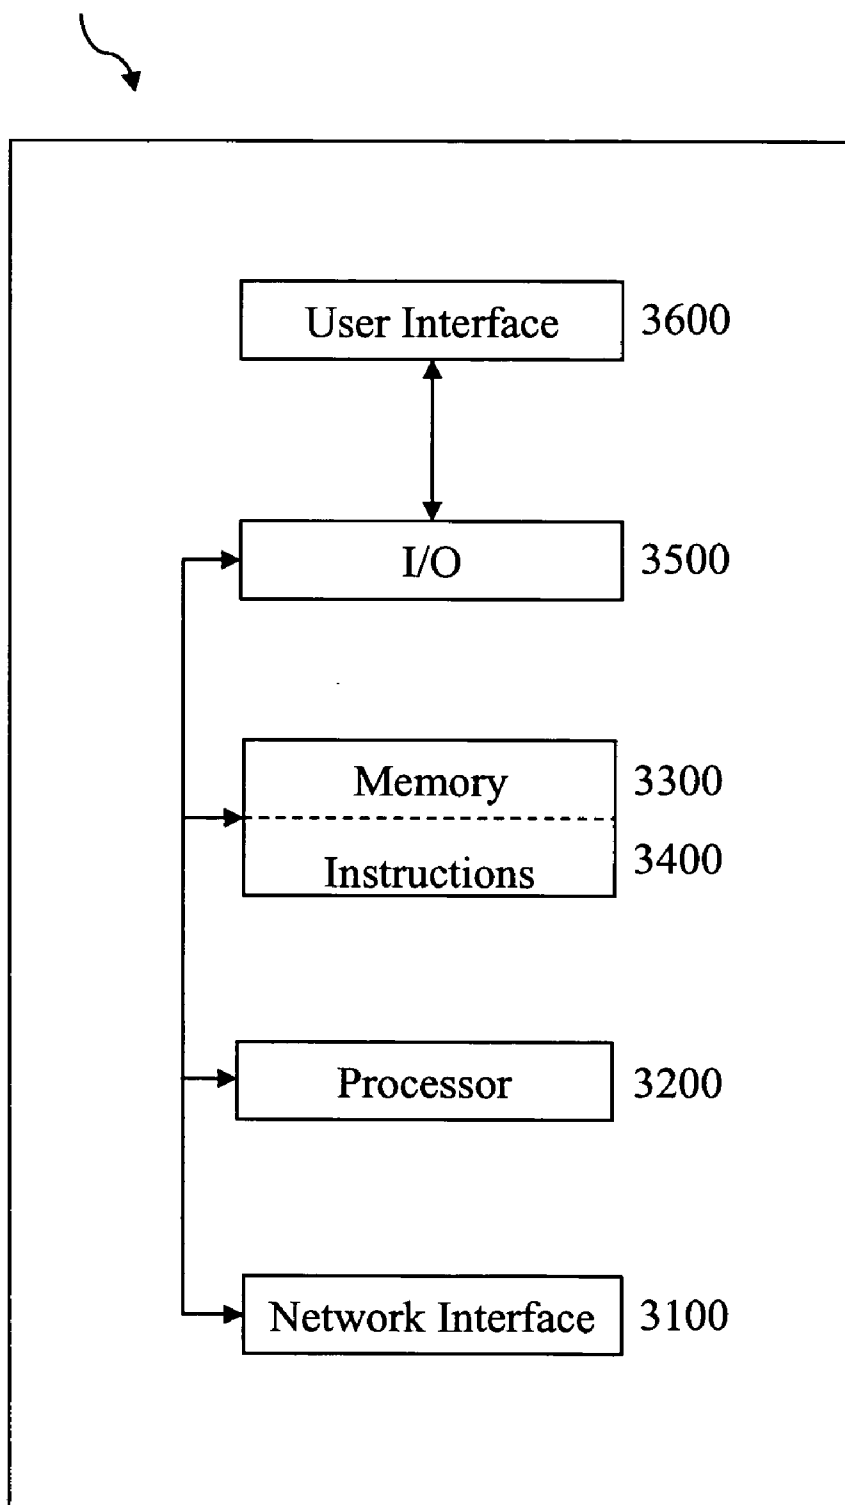 User Interface 3600
I/O 3500
Memory 3300
Instructions 3400
Processor 3200
Network Interface 3100